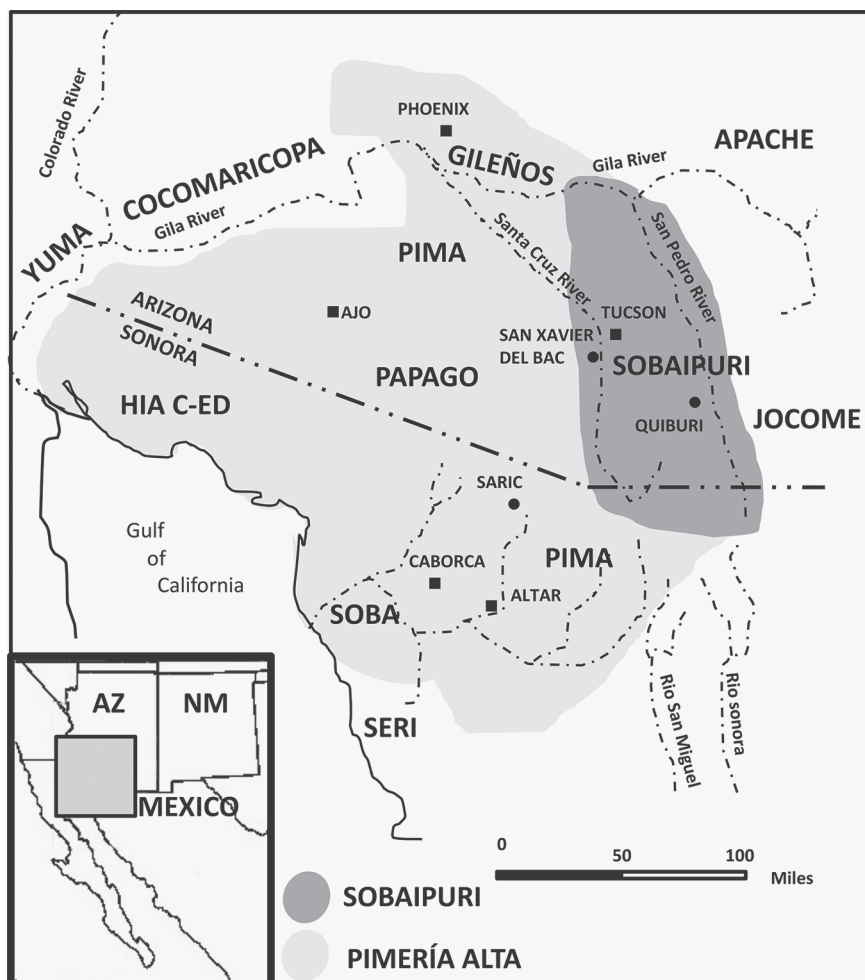 PHOENIX
APACHE
Colorado River
COCOMARICOPA
GILEÑOS
Gila River
Gila River
YUMA
PIMA
Santa Cruz River
San Pedro River
ARIZONA
SONORA
AJO
TUCSON
SAN XAVIER
DEL BAC
SOBAIPURI
PAPAGO
HIA C-ED
QUIBURI
JOCOME
SARIC
Gulf
of
California
CABORCA
PIMA
ALTAR
SOBA
SERI
Rio San Miguel
Rio sonora
AZ
NM
MEXICO
0
50
100
Miles
SOBAIPURI
PIMERÍA ALTA